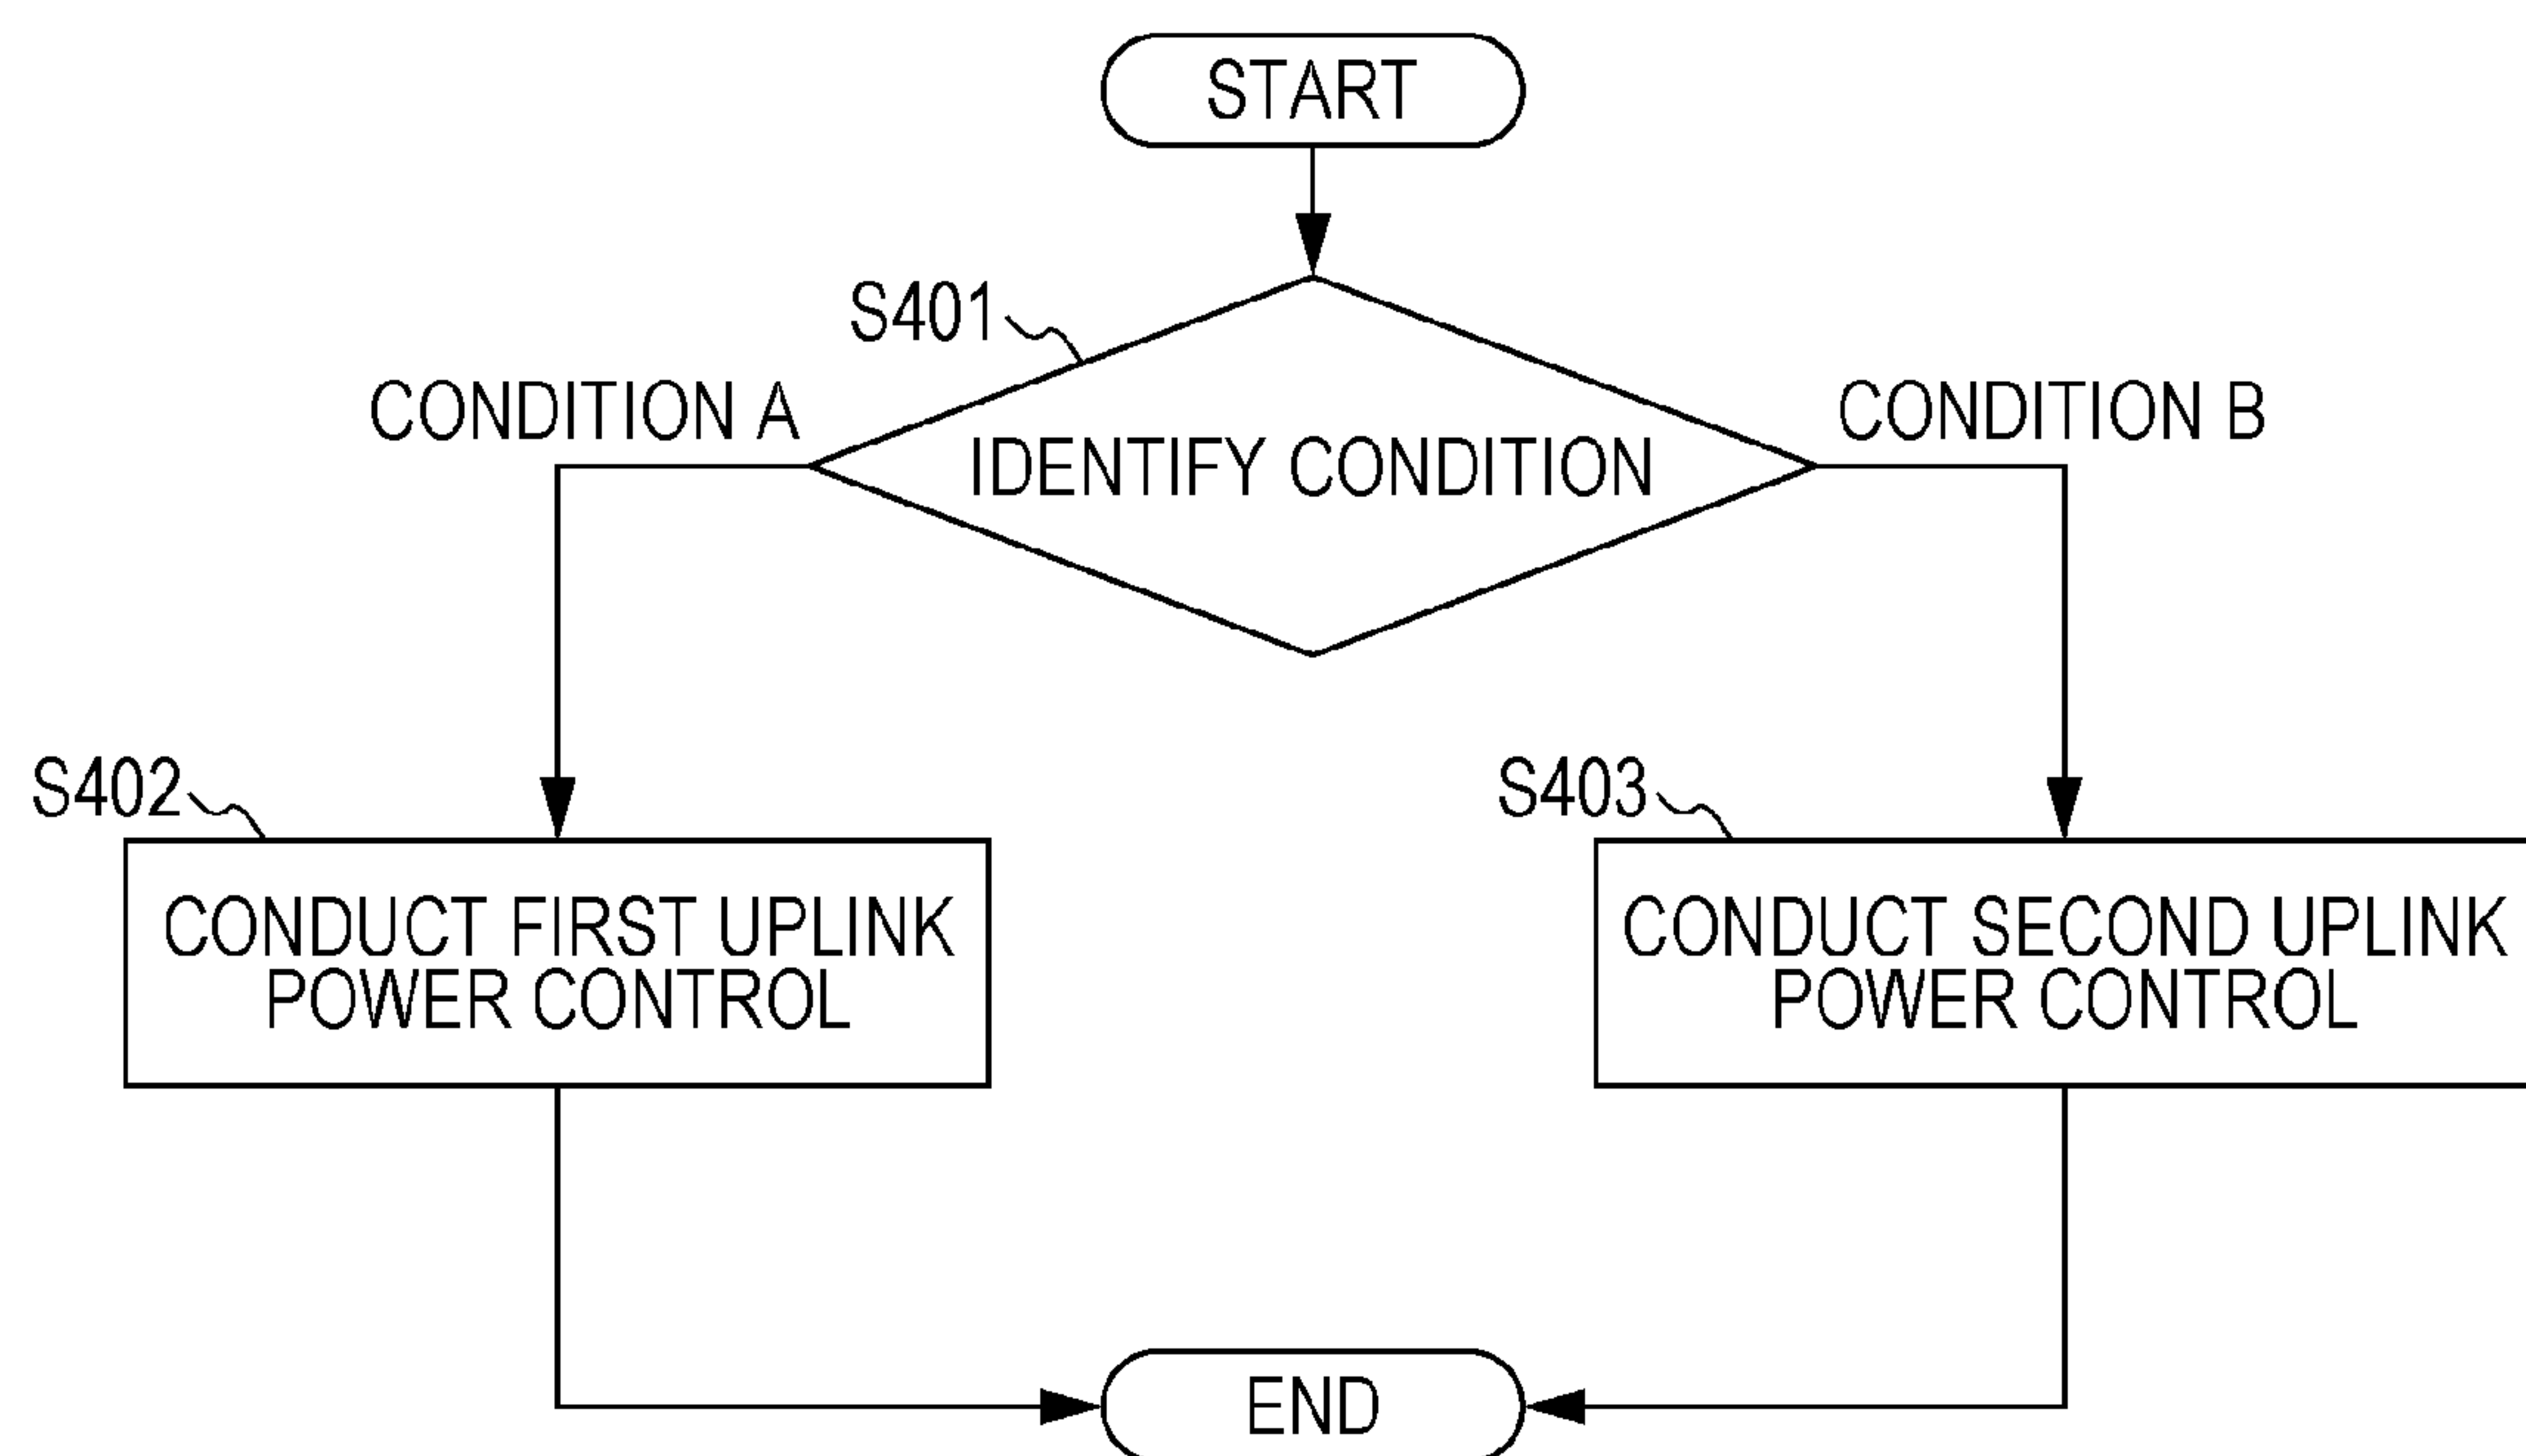 START
S401
CONDITION A
IDENTIFY CONDITION
CONDITION B
S402
CONDUCT FIRST UPLINK
POWER CONTROL
S403
CONDUCT SECOND UPLINK
POWER CONTROL
END